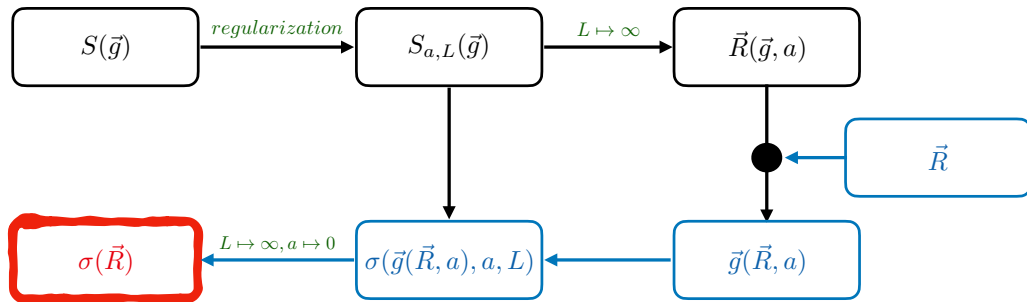 S(g⃗)
regularization
S_{a,L}(g⃗)
L ↦ ∞
R⃗(g⃗, a)
R⃗
σ(R⃗)
L ↦ ∞, a ↦ 0
σ(g⃗(R⃗, a), a, L)
g⃗(R⃗, a)